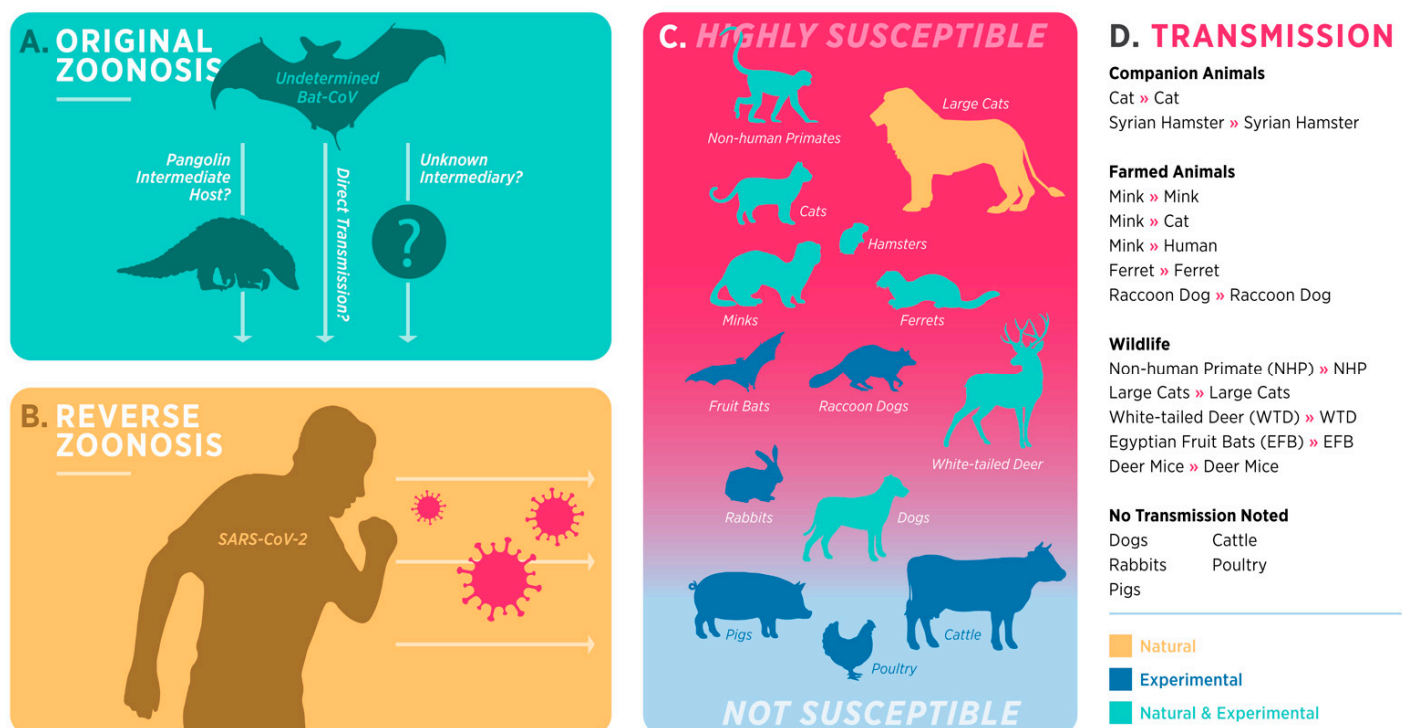 A. ORIGINAL
ZOONOSIS
Undetermined
Bat-CoV
Pangolin
Intermediate
Host?
Direct Transmission?
Unknown
Intermediary?
?
B. REVERSE
ZOONOSIS
SARS-CoV-2
C. HIGHLY SUSCEPTIBLE
Non-human Primates
Large Cats
Cats
Hamsters
Minks
Ferrets
Fruit Bats
Raccoon Dogs
White-tailed Deer
Rabbits
Dogs
Pigs
Cattle
Poultry
NOT SUSCEPTIBLE
D. TRANSMISSION
Companion Animals
Cat » Cat
Syrian Hamster » Syrian Hamster
Farmed Animals
Mink » Mink
Mink » Cat
Mink » Human
Ferret » Ferret
Raccoon Dog » Raccoon Dog
Wildlife
Non-human Primate (NHP) » NHP
Large Cats » Large Cats
White-tailed Deer (WTD) » WTD
Egyptian Fruit Bats (EFB) » EFB
Deer Mice » Deer Mice
No Transmission Noted
Dogs Cattle
Rabbits Poultry
Pigs
Natural
Experimental
Natural & Experimental